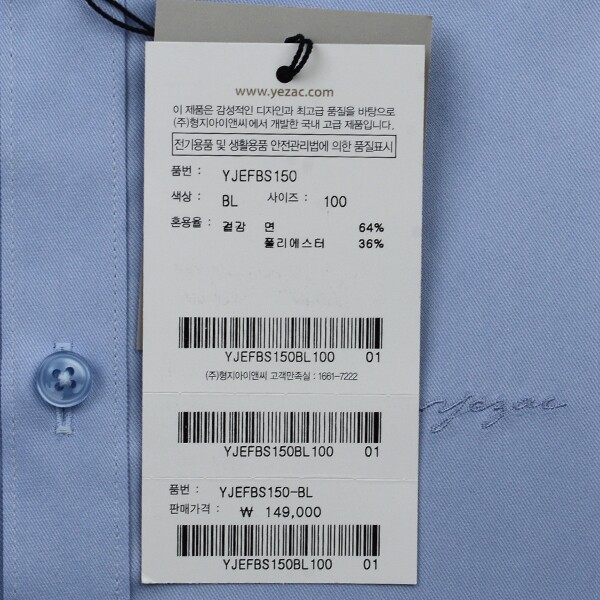 www.yezac.com
이 제품은 감성적인 디자인과 최고급 품질을 바탕으로
(주)형지아이앤씨에서 개발한 국내 고급 제품입니다.
전기용품 및 생활용품 안전관리법에 의한 품질표시
품번 : YJEFBS150
색상 : BL 사이즈 : 100
혼용율 : 겉감 면 64%
폴리에스터 36%
YJEFBS150BL100 01
(주)형지아이앤씨 고객만족실 : 1661-7222
yezac
YJEFBS150BL100 01
품번 : YJEFBS150-BL
판매가격 : ₩ 149,000
YJEFBS150BL100 01